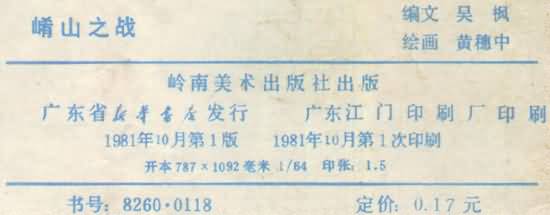 崤山之战
编文 吴枫
绘画 黄穗中
岭南美术出版社出版
广东省新华书店发行 广东江门印刷厂印刷
1981年10月第1版 1981年10月第1次印刷
开本787×1092毫米 1/64 印张:1.5
书号:8260·0118 定价:0.17元